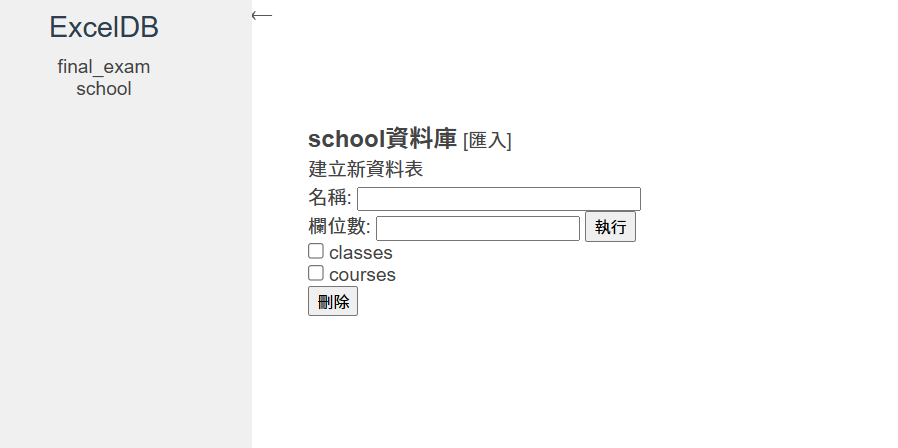 ExcelDB
final_exam
school
←
school資料庫 [匯入]
建立新資料表
名稱:
欄位數: 執行
classes
courses
刪除